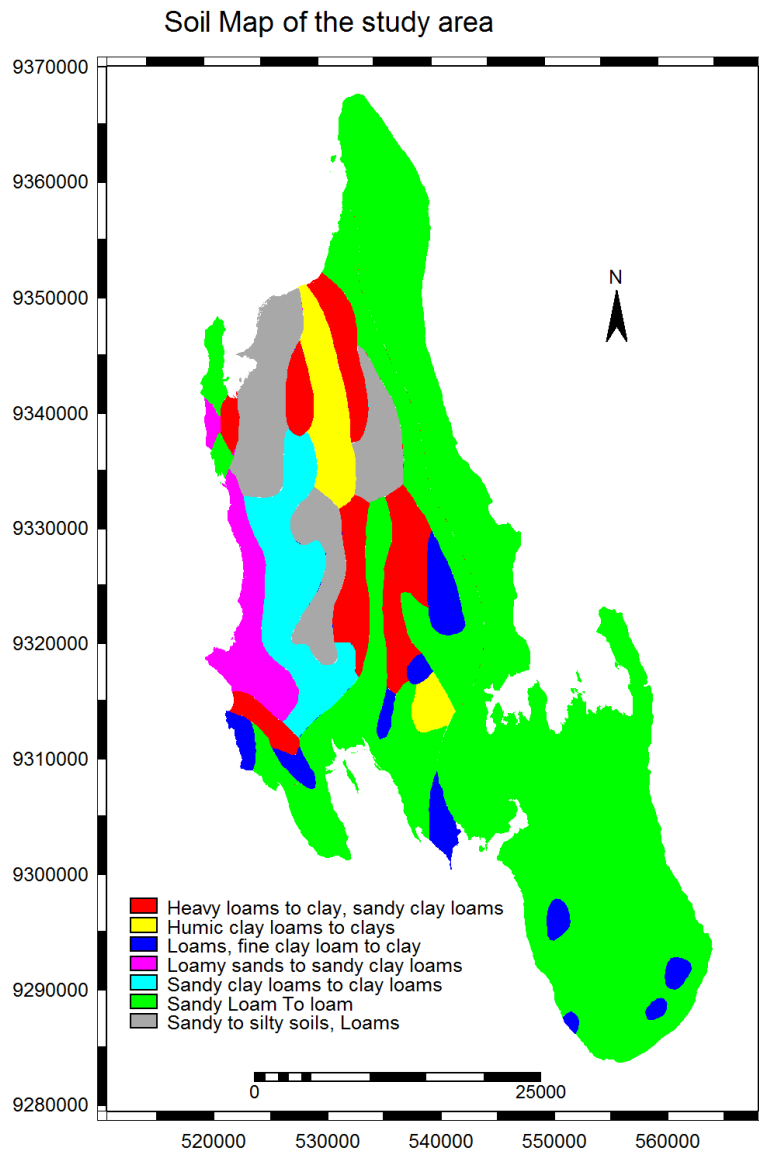 Soil Map of the study area
9370000
9360000
9350000
9340000
9330000
9320000
9310000
9300000
9290000
9280000
N
Heavy loams to clay, sandy clay loams
Humic clay loams to clays
Loams, fine clay loam to clay
Loamy sands to sandy clay loams
Sandy clay loams to clay loams
Sandy Loam To loam
Sandy to silty soils, Loams
0 25000
520000 530000 540000 550000 560000